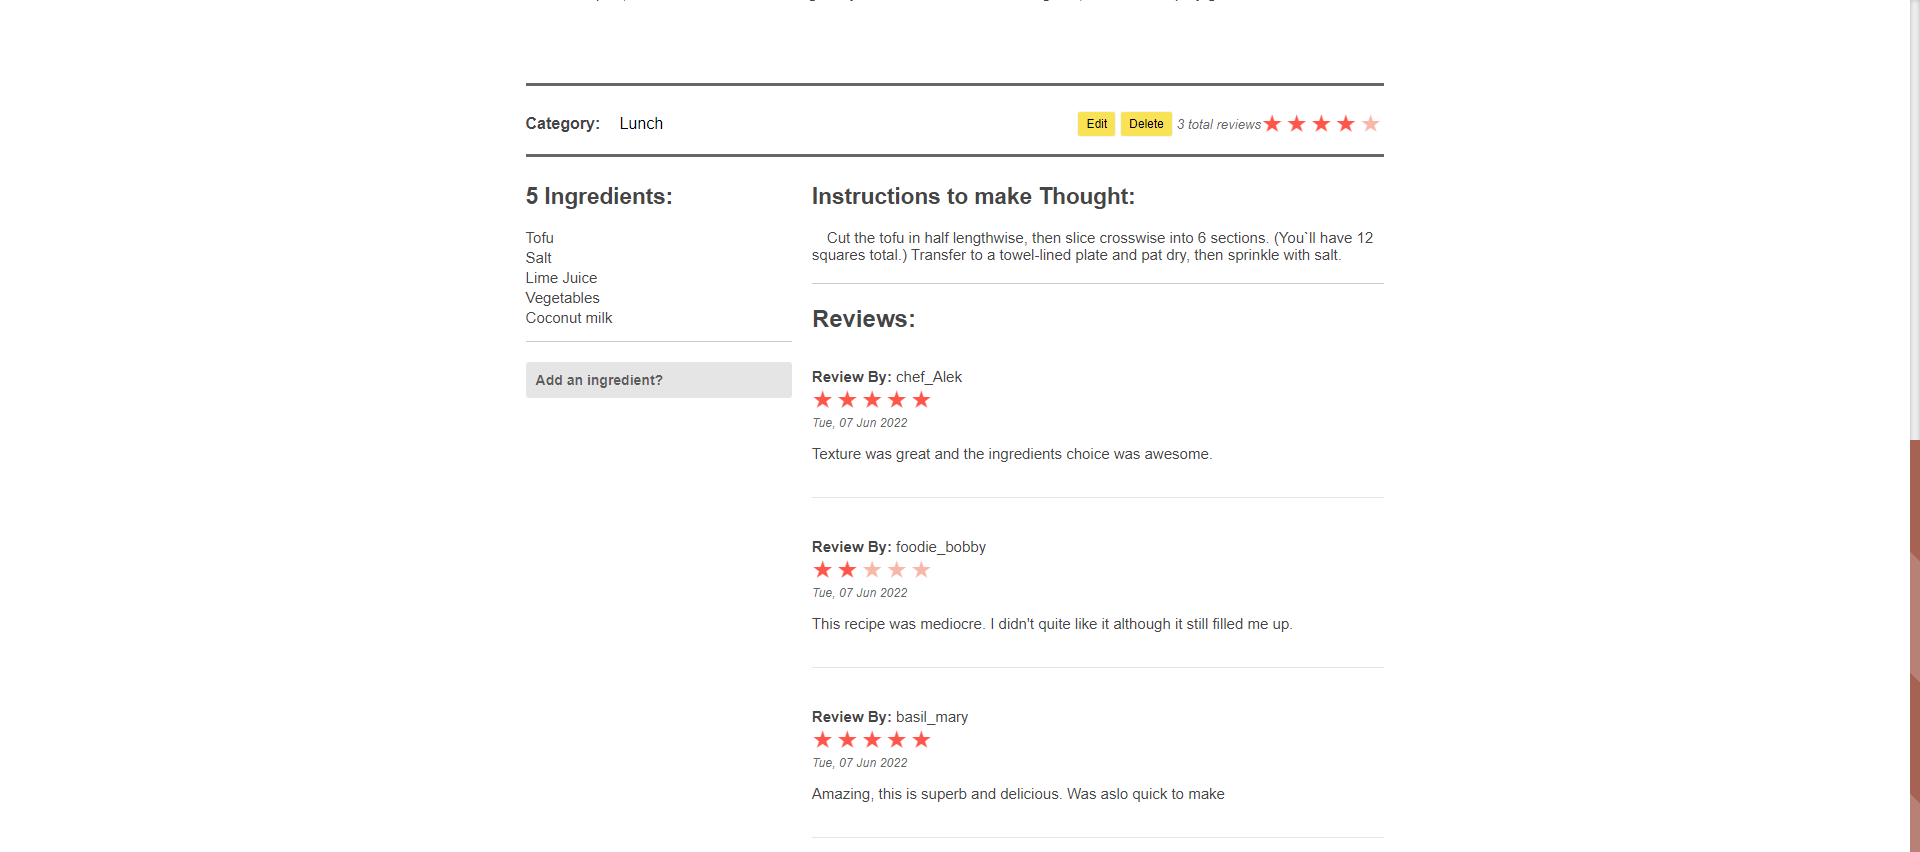 Category: Lunch
Edit Delete 3 total reviews
5 Ingredients:
Tofu
Salt
Lime Juice
Vegetables
Coconut milk
Add an ingredient?
Instructions to make Thought:
Cut the tofu in half lengthwise, then slice crosswise into 6 sections. (You`ll have 12
squares total.) Transfer to a towel-lined plate and pat dry, then sprinkle with salt.
Reviews:
Review By: chef_Alek
Tue, 07 Jun 2022
Texture was great and the ingredients choice was awesome.
Review By: foodie_bobby
Tue, 07 Jun 2022
This recipe was mediocre. I didn't quite like it although it still filled me up.
Review By: basil_mary
Tue, 07 Jun 2022
Amazing, this is superb and delicious. Was aslo quick to make